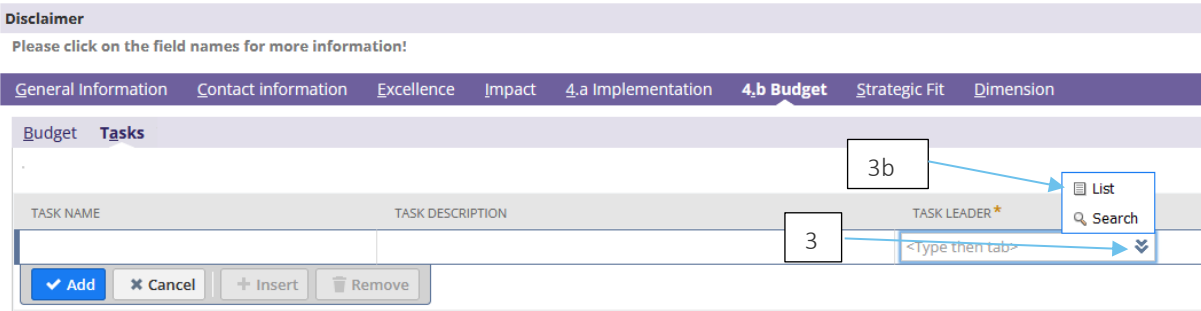 Disclaimer
Please click on the field names for more information!
General Information Contact information Excellence Impact 4.a Implementation 4.b Budget Strategic Fit Dimension
Budget Tasks
3b
List
TASK NAME TASK DESCRIPTION TASK LEADER* Search
3 <Type then tab>
Add Cancel Insert Remove